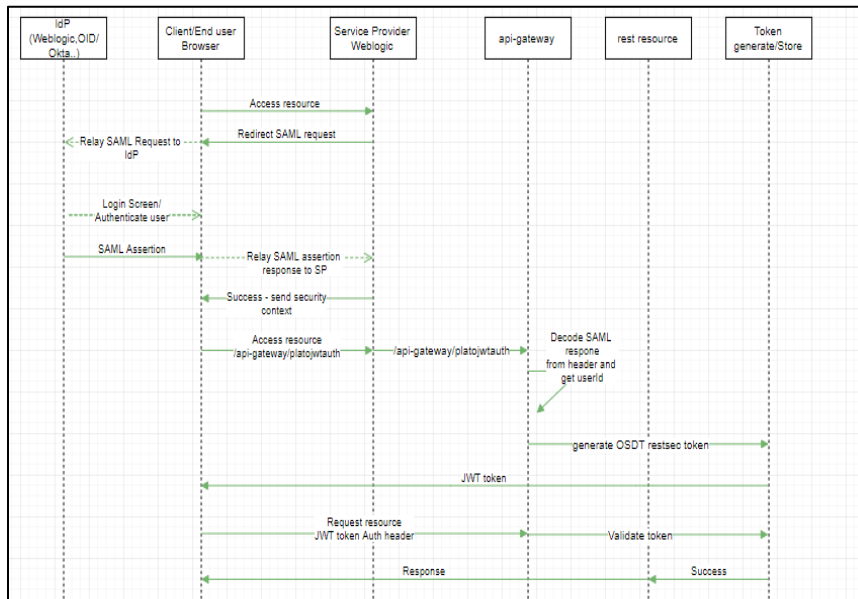 IdP
(Weblogic,OID/
Okta..)
Client/End user
Browser
Service Provider
Weblogic
api-gateway
rest resource
Token
generate/Store
Access resource
Redirect SAML request
Relay SAML Request to
IdP
Login Screen/
Authenticate user
SAML Assertion
Relay SAML assertion
response to SP
Success - send security
context
Access resource
/api-gateway/platojwtauth
/api-gateway/platojwtauth
Decode SAML
respone
from header and
get userId
generate OSDT restsec token
JWT token
Request resource
JWT token Auth header
Validate token
Response
Success